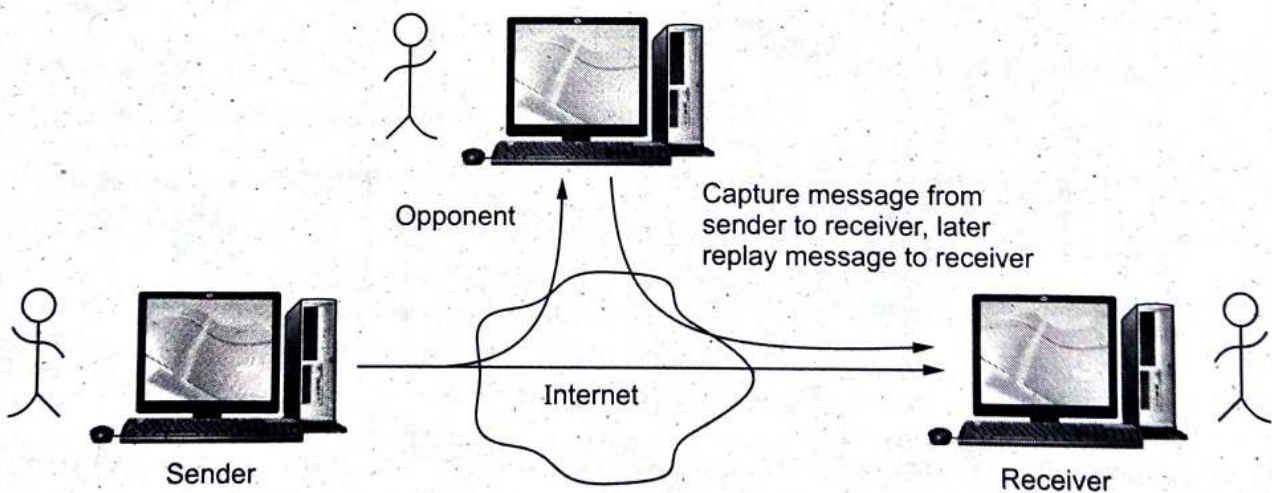 Opponent
Capture message from
sender to receiver, later
replay message to receiver
Internet
Sender
Receiver